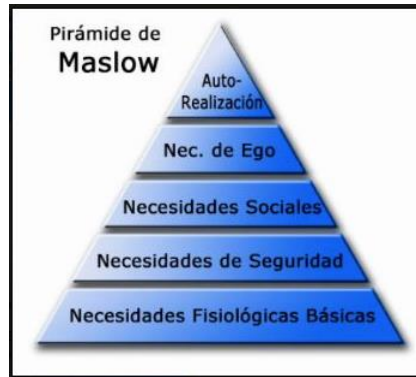 Pirámide de
Maslow
Auto-
Realización
Nec. de Ego
Necesidades Sociales
Necesidades de Seguridad
Necesidades Fisiológicas Básicas